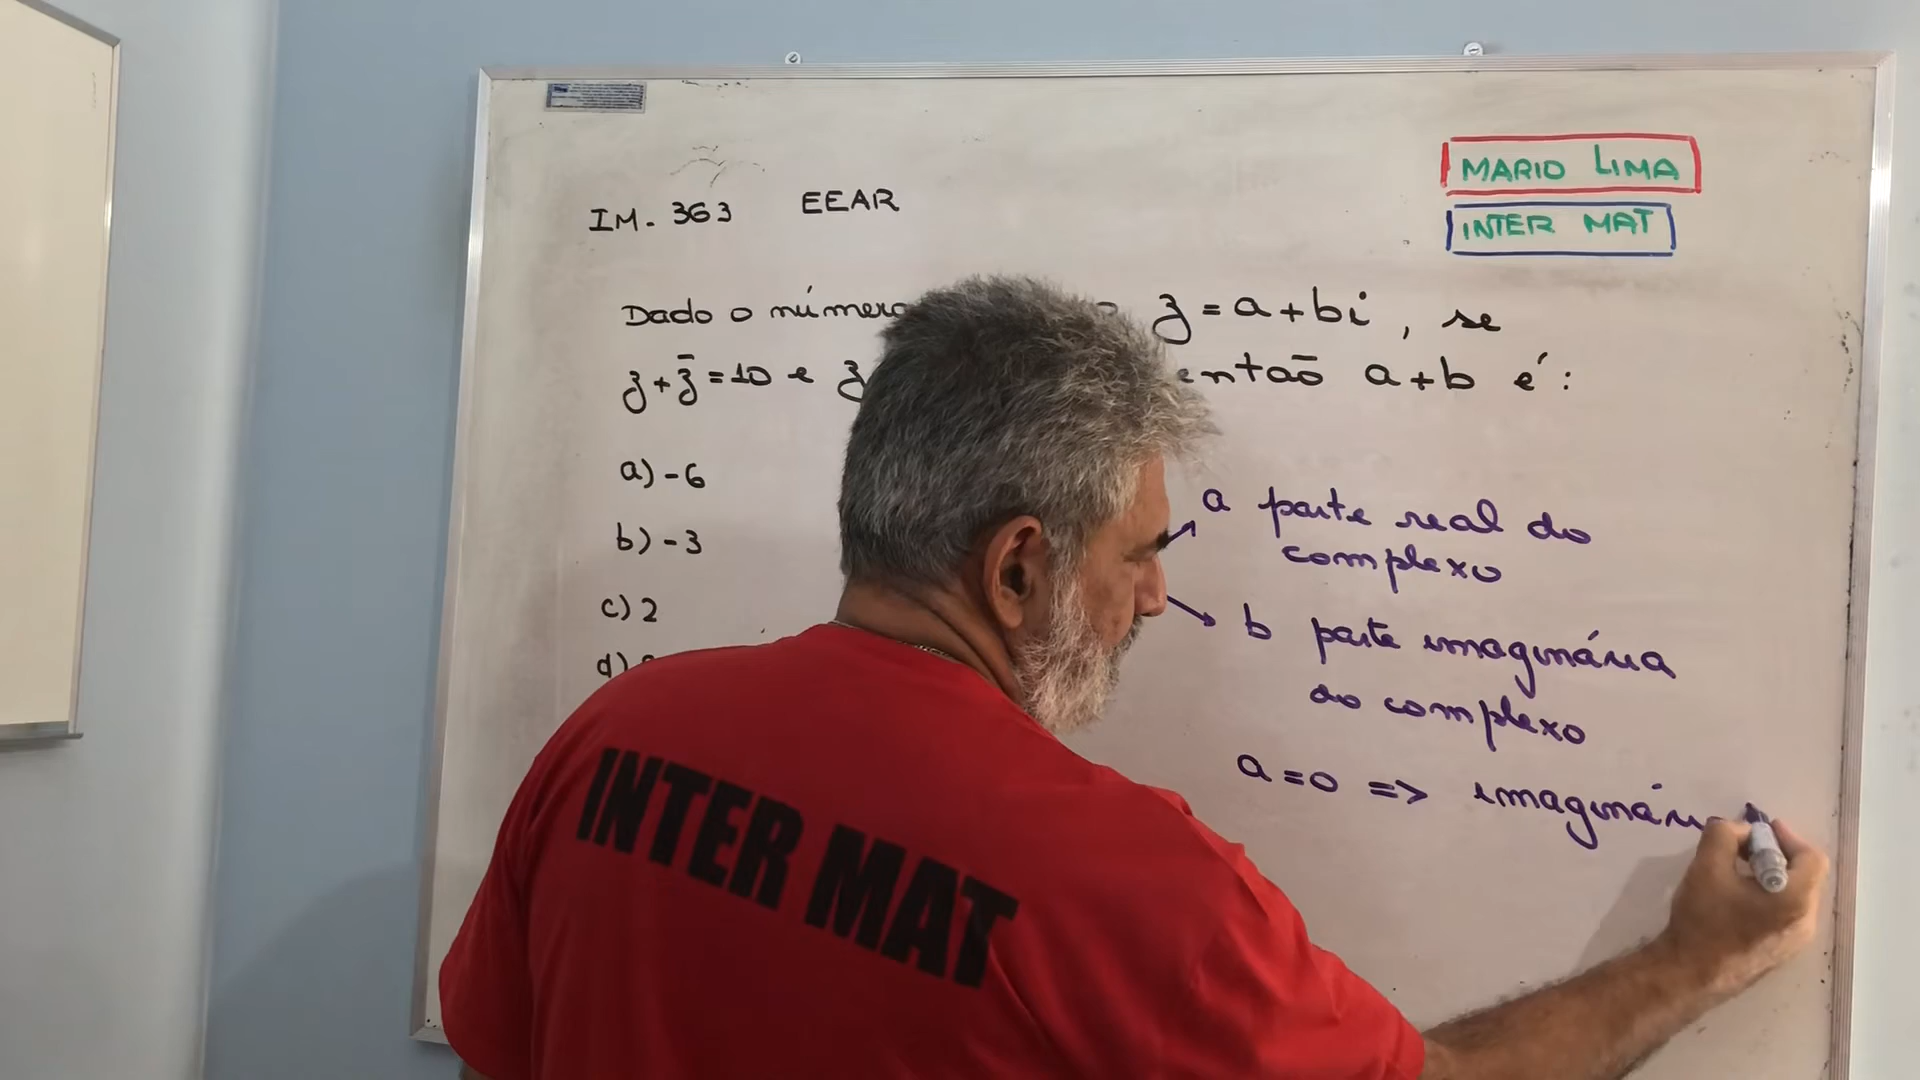 MARIO LIMA
INTER MAT
IM. 363 EEAR
Dado o número z = a + bi, se
z + z̄ = 10 e z então a + b é:
a) -6
b) -3
c) 2
d)
a parte real do
complexo
b parte imaginária
do complexo
a = 0 => imaginári
INTER MAT